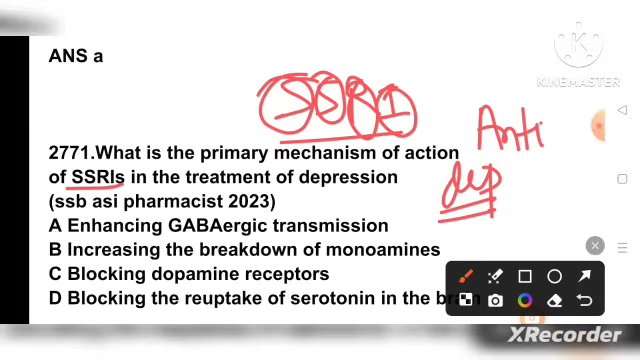 ANS a
KINEMASTER
SSRI
Anti
dep
2771.What is the primary mechanism of action
of SSRIs in the treatment of depression
(ssb asi pharmacist 2023)
A Enhancing GABAergic transmission
B Increasing the breakdown of monoamines
C Blocking dopamine receptors
D Blocking the reuptake of serotonin in the brain
XRecorder